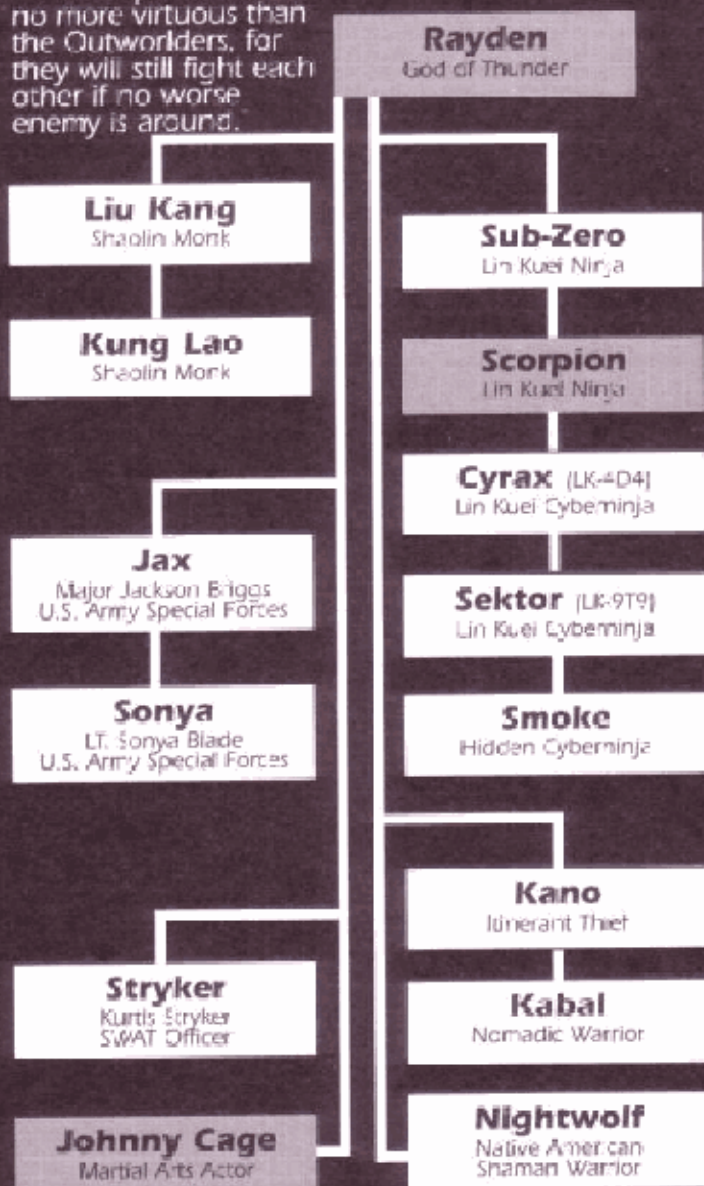 no more virtuous than
the Outworlders, for
they will still fight each
other if no worse
enemy is around.
Rayden
God of Thunder
Liu Kang
Shaolin Monk
Kung Lao
Shaolin Monk
Jax
Major Jackson Briggs
U.S. Army Special Forces
Sonya
LT. Sonya Blade
U.S. Army Special Forces
Stryker
Kurtis Stryker
SWAT Officer
Johnny Cage
Martial Arts Actor
Sub-Zero
Lin Kuei Ninja
Scorpion
Lin Kuei Ninja
Cyrax (LK-4D4)
Lin Kuei Cyberninja
Sektor (LK-9T9)
Lin Kuei Cyberninja
Smoke
Hidden Cyberninja
Kano
Itinerant Thief
Kabal
Nomadic Warrior
Nightwolf
Native American
Shaman Warrior